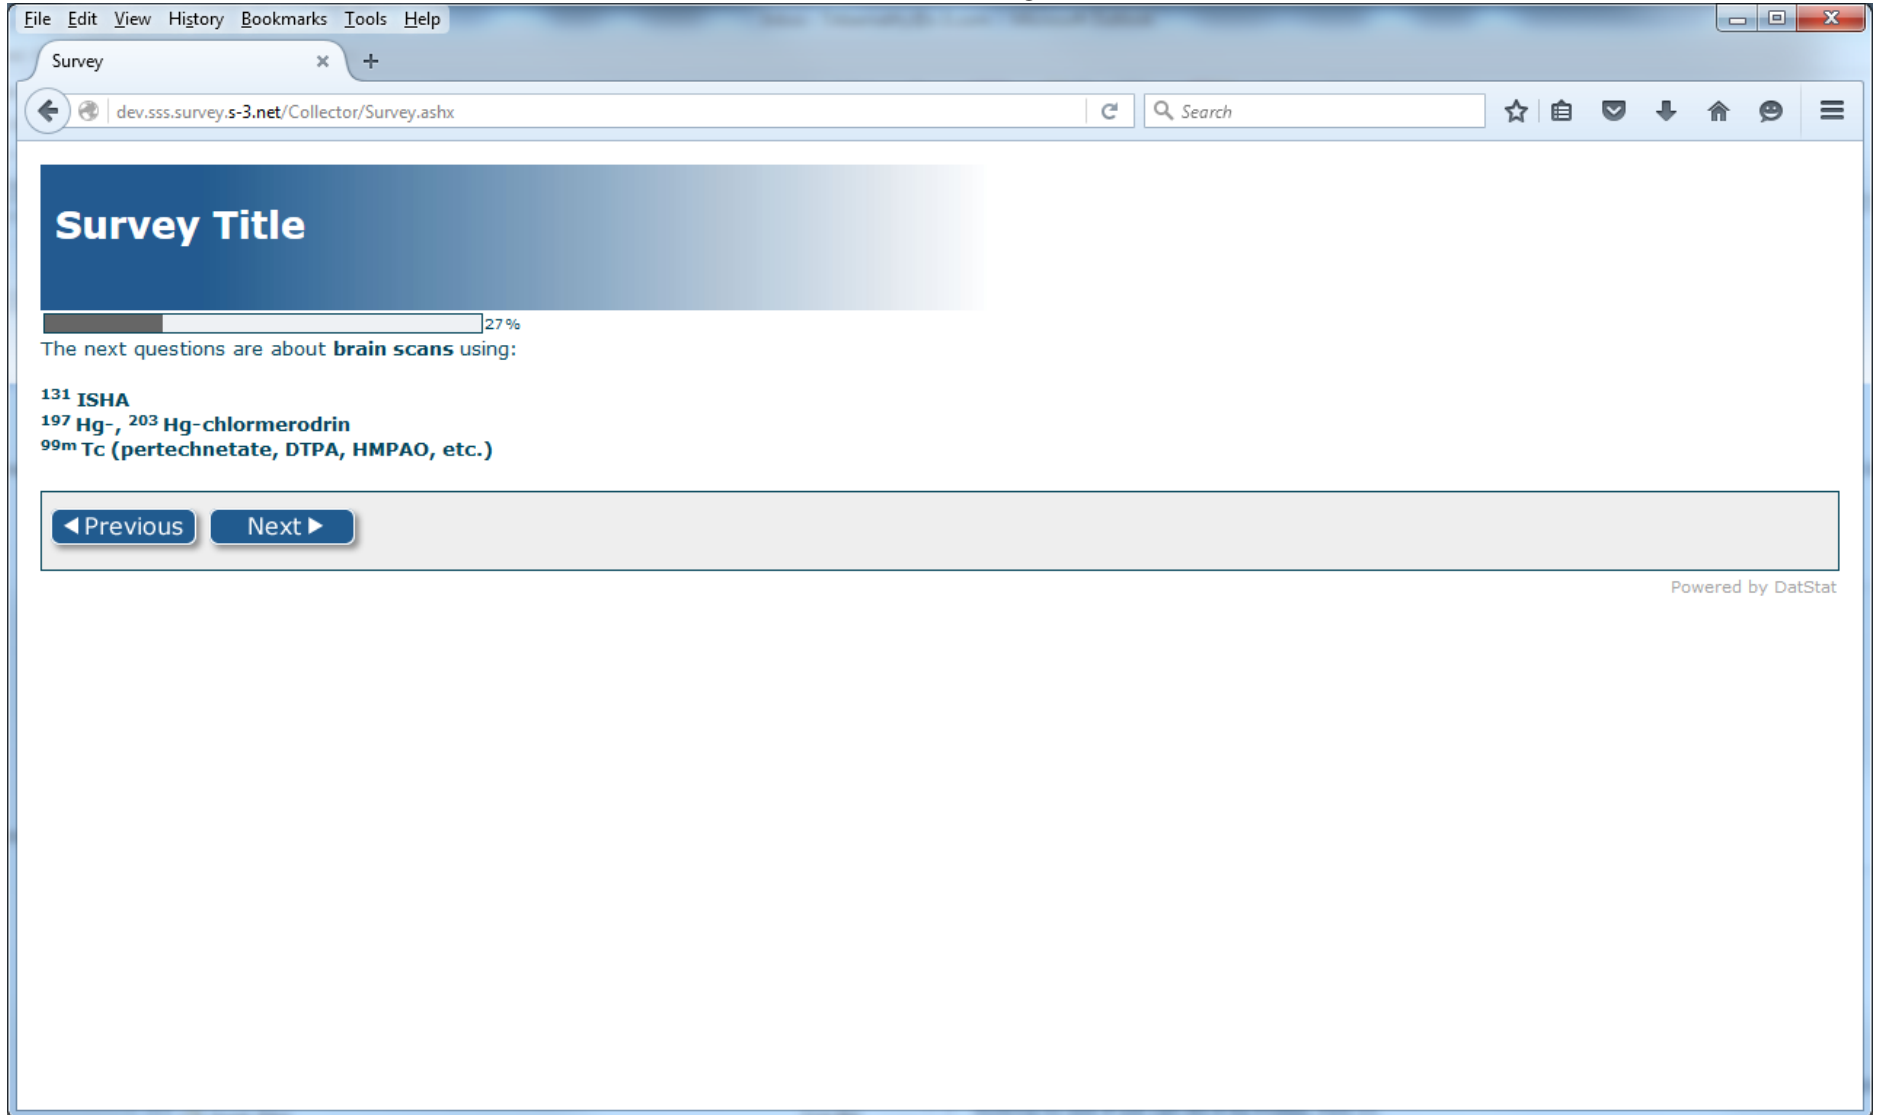 File Edit View History Bookmarks Tools Help
Survey
dev.sss.survey.s-3.net/Collector/Survey.ashx
Search
Survey Title
27%
The next questions are about brain scans using:
131 ISHA
197 Hg-, 203 Hg-chlormerodrin
99m Tc (pertechnetate, DTPA, HMPAO, etc.)
Previous Next
Powered by DatStat